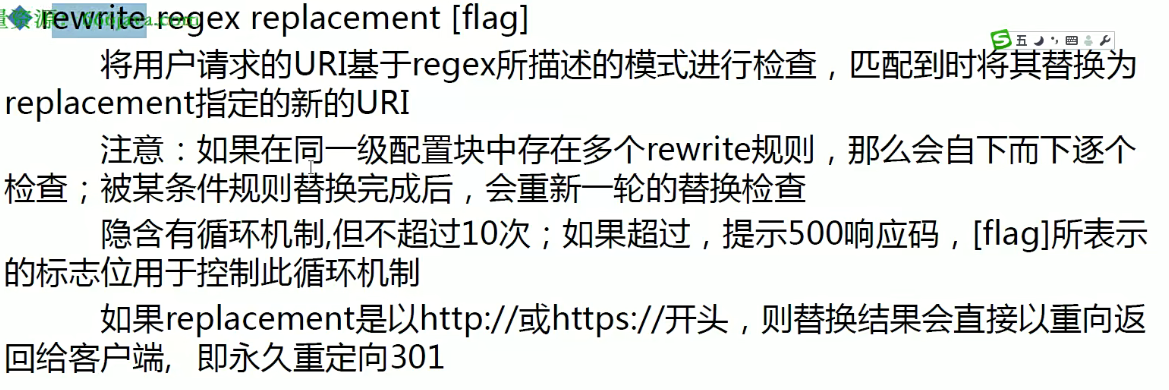 rewrite regex replacement [flag]
将用户请求的URI基于regex所描述的模式进行检查，匹配到时将其替换为
replacement指定的新的URI
注意：如果在同一级配置块中存在多个rewrite规则，那么会自下而下逐个
检查；被某条件规则替换完成后，会重新一轮的替换检查
隐含有循环机制,但不超过10次；如果超过，提示500响应码，[flag]所表示
的标志位用于控制此循环机制
如果replacement是以http://或https://开头，则替换结果会直接以重向返
回给客户端, 即永久重定向301
五